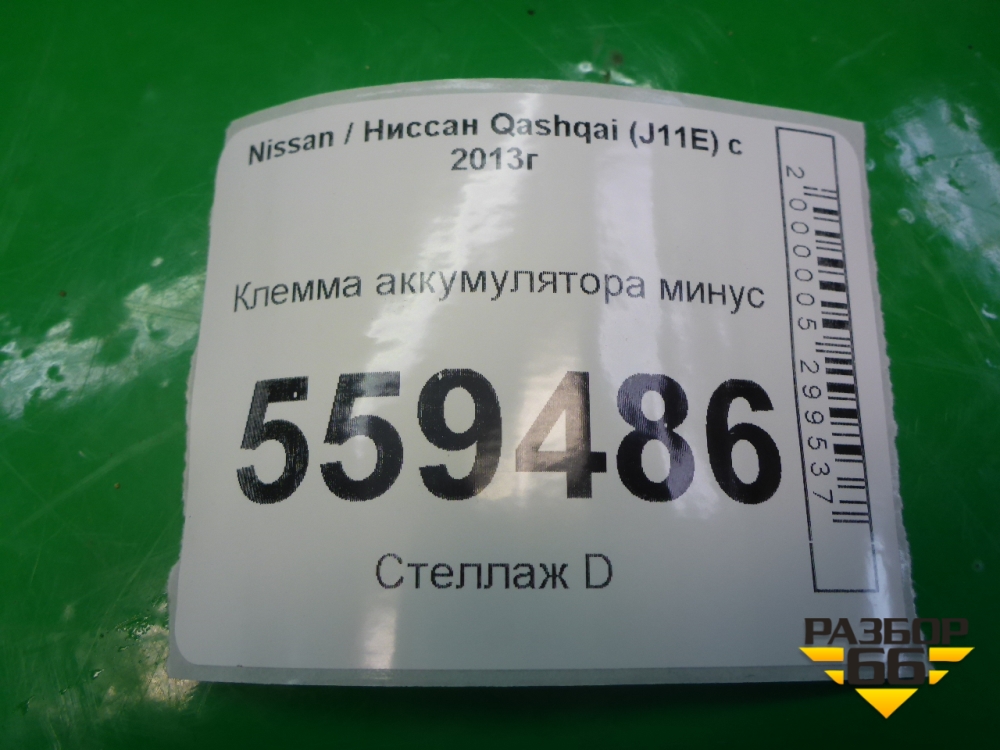 Nissan / Ниссан Qashqai (J11E) с
2013г
Клемма аккумулятора минус
559486
Стеллаж D
2000005299537
РАЗБОР
66